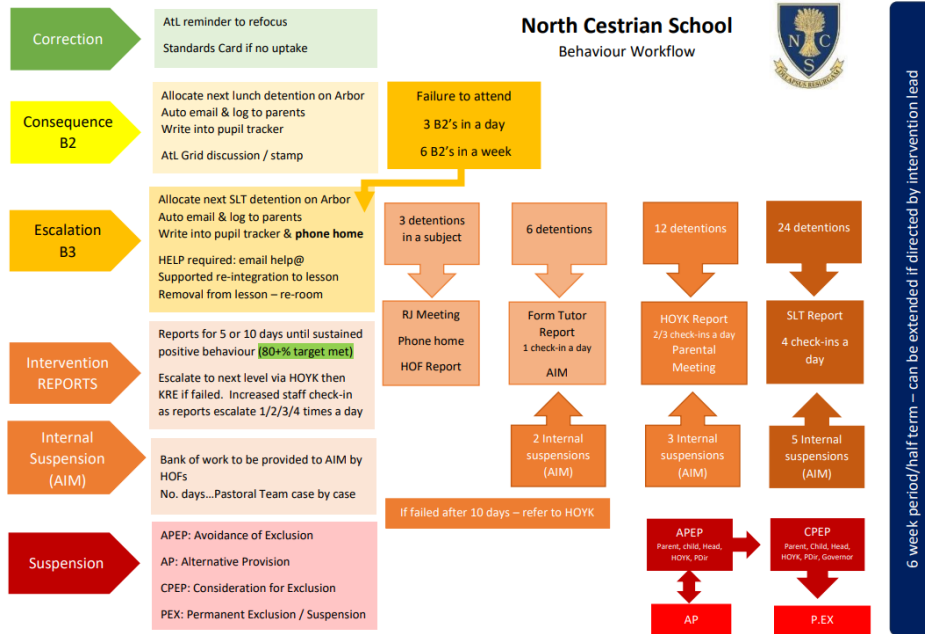 North Cestrian School
Behaviour Workflow
N
C
S
DELAPSUS RESURGAM
Correction
AtL reminder to refocus
Standards Card if no uptake
Consequence
B2
Allocate next lunch detention on Arbor
Auto email & log to parents
Write into pupil tracker
AtL Grid discussion / stamp
Failure to attend
3 B2's in a day
6 B2's in a week
Escalation
B3
Allocate next SLT detention on Arbor
Auto email & log to parents
Write into pupil tracker & phone home
HELP required: email help@
Supported re-integration to lesson
Removal from lesson – re-room
3 detentions
in a subject
6 detentions
12 detentions
24 detentions
RJ Meeting
Phone home
HOF Report
Form Tutor
Report
1 check-in a day
AIM
HOYK Report
2/3 check-ins a day
Parental
Meeting
SLT Report
4 check-ins a
day
Intervention
REPORTS
Reports for 5 or 10 days until sustained
positive behaviour (80+% target met)
Escalate to next level via HOYK then
KRE if failed. Increased staff check-in
as reports escalate 1/2/3/4 times a day
Internal
Suspension
(AIM)
Bank of work to be provided to AIM by
HOFs
No. days...Pastoral Team case by case
2 Internal
suspensions
(AIM)
3 Internal
suspensions
(AIM)
5 Internal
suspensions
(AIM)
If failed after 10 days – refer to HOYK
Suspension
APEP: Avoidance of Exclusion
AP: Alternative Provision
CPEP: Consideration for Exclusion
PEX: Permanent Exclusion / Suspension
APEP
Parent, child, Head,
HOYK, PDir
CPEP
Parent, Child, Head,
HOYK, PDir, Governor
AP
P.EX
6 week period/half term – can be extended if directed by intervention lead